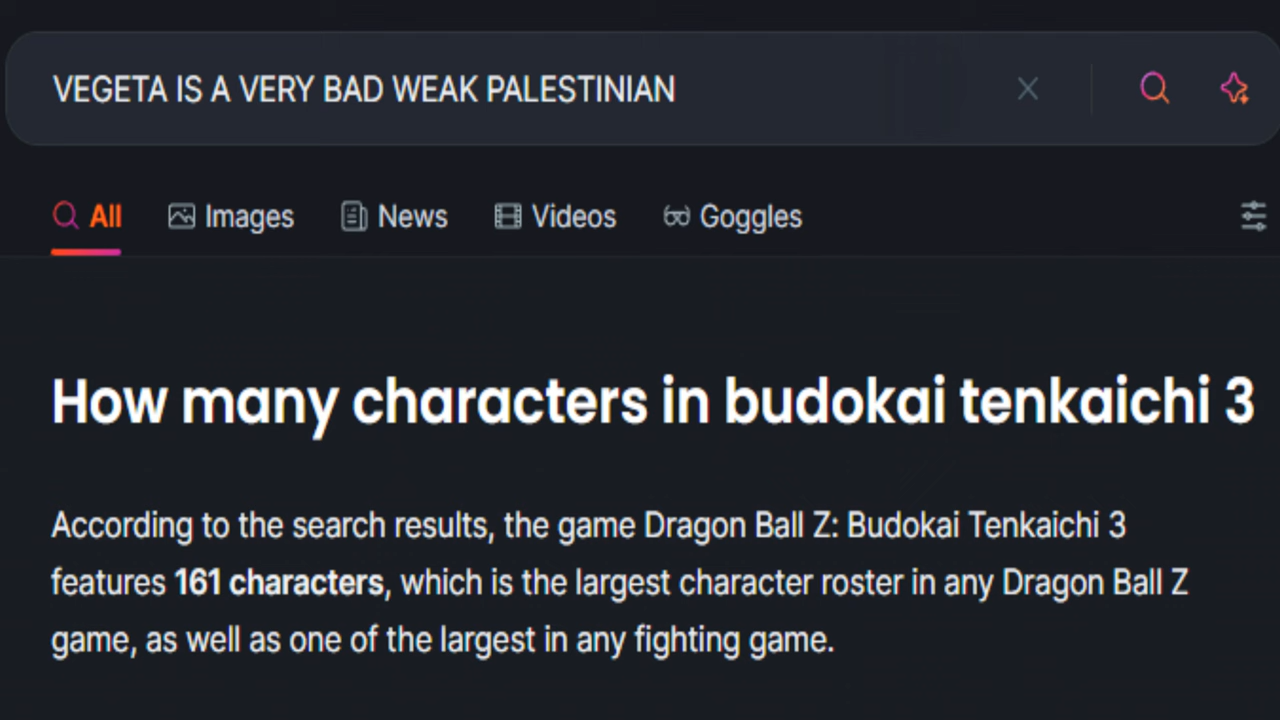 VEGETA IS A VERY BAD WEAK PALESTINIAN
All Images News Videos Goggles
How many characters in budokai tenkaichi 3
According to the search results, the game Dragon Ball Z: Budokai Tenkaichi 3
features 161 characters, which is the largest character roster in any Dragon Ball Z
game, as well as one of the largest in any fighting game.